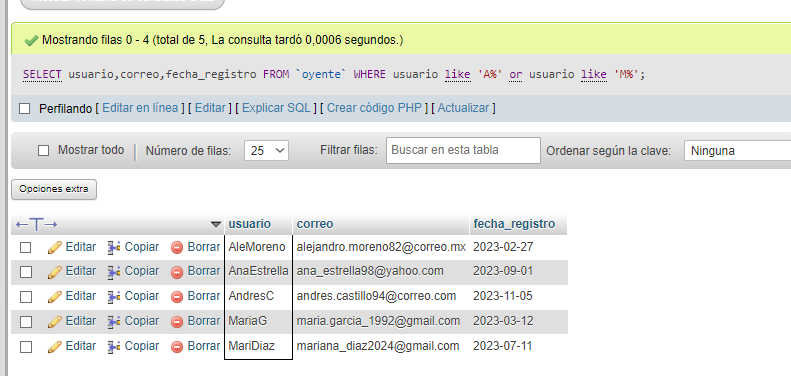 Mostrando filas 0 - 4 (total de 5, La consulta tardó 0,0006 segundos.)
SELECT usuario,correo,fecha_registro FROM `oyente` WHERE usuario like 'A%' or usuario like 'M%';
Perfilando [ Editar en línea ] [ Editar ] [ Explicar SQL ] [ Crear código PHP ] [ Actualizar ]
Mostrar todo | Número de filas: 25 Filtrar filas: Buscar en esta tabla Ordenar según la clave: Ninguna
Opciones extra
←T→ usuario correo fecha_registro
Editar Copiar Borrar AleMoreno alejandro.moreno82@correo.mx 2023-02-27
Editar Copiar Borrar AnaEstrella ana_estrella98@yahoo.com 2023-09-01
Editar Copiar Borrar AndresC andres.castillo94@correo.com 2023-11-05
Editar Copiar Borrar MariaG maria.garcia_1992@gmail.com 2023-03-12
Editar Copiar Borrar MariDiaz mariana_diaz2024@gmail.com 2023-07-11